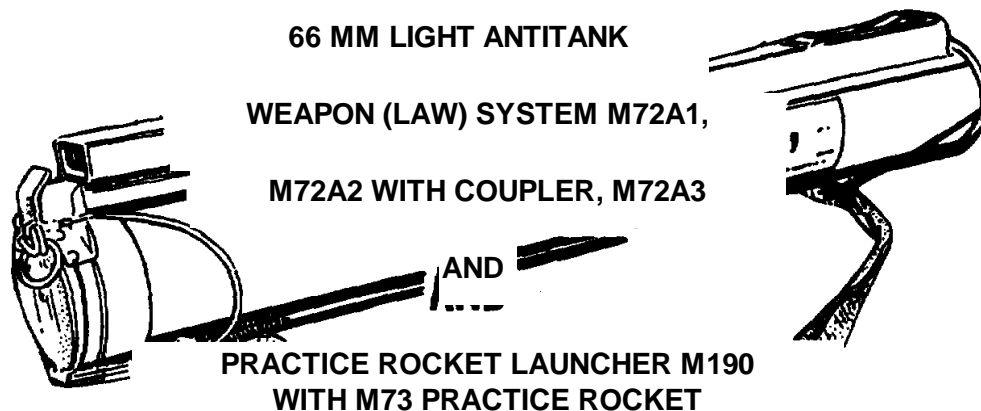 66 MM LIGHT ANTITANK
WEAPON (LAW) SYSTEM M72A1,
M72A2 WITH COUPLER, M72A3
AND
PRACTICE ROCKET LAUNCHER M190
WITH M73 PRACTICE ROCKET